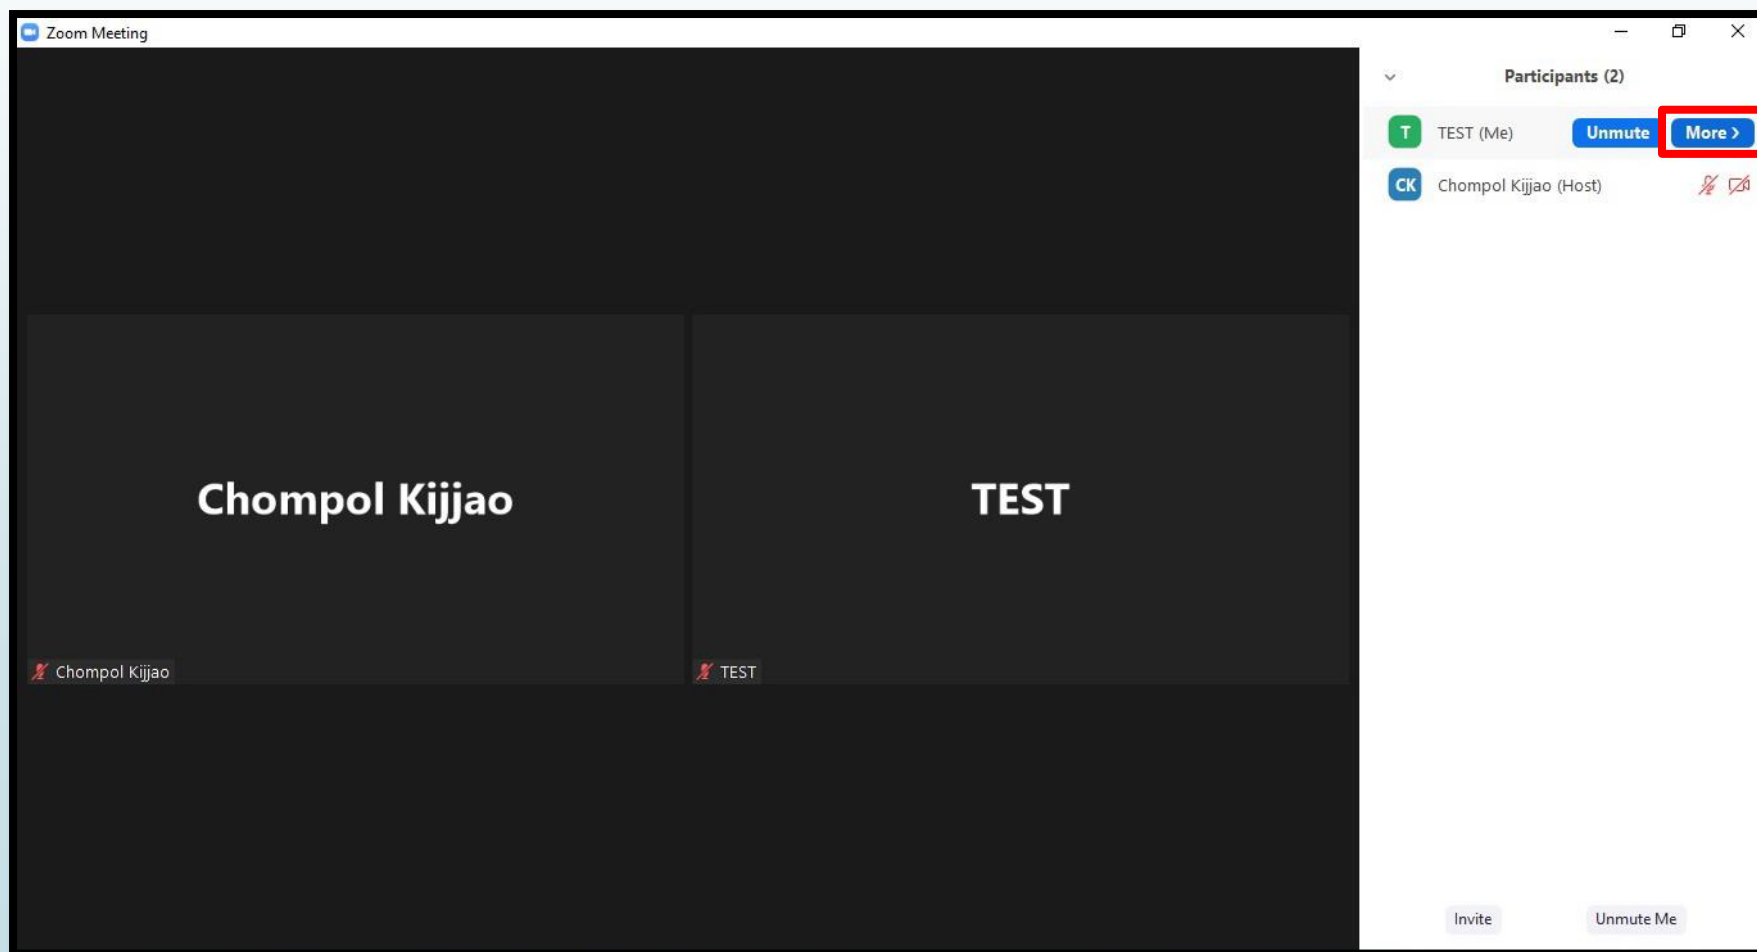 Zoom Meeting
Participants (2)
T TEST (Me) Unmute More >
CK Chompol Kijjao (Host)
Chompol Kijjao
TEST
Chompol Kijjao
TEST
Invite
Unmute Me